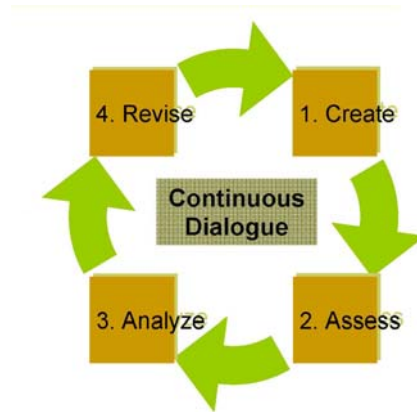 4. Revise
1. Create
Continuous
Dialogue
3. Analyze
2. Assess